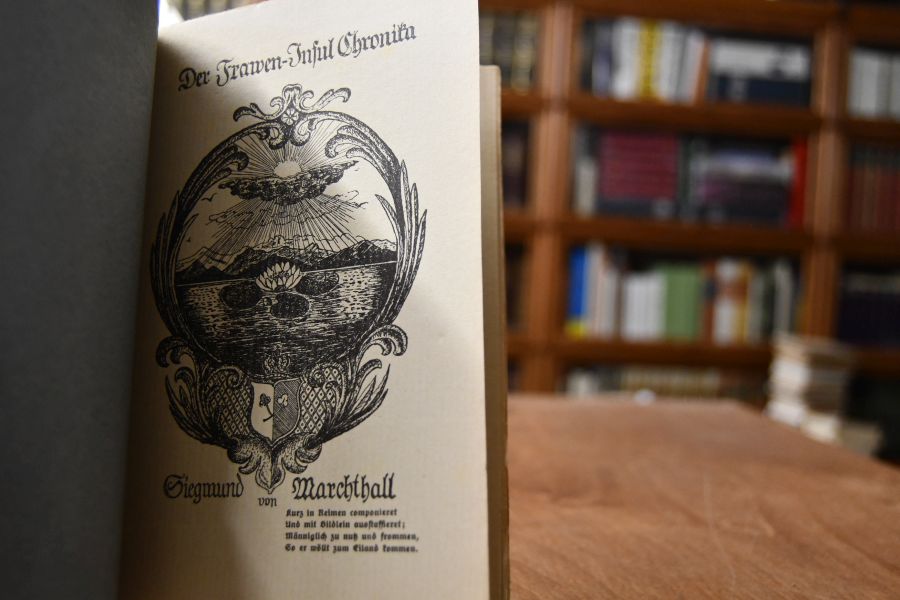 Der Frawen-Insul Chronika
Siegmund von Marchthall
Kurz in Reimen componieret
Und mit Bildlein ausstaffieret;
Männiglich zu nutz und frommen,
So er wöllt zum Eiland kommen.